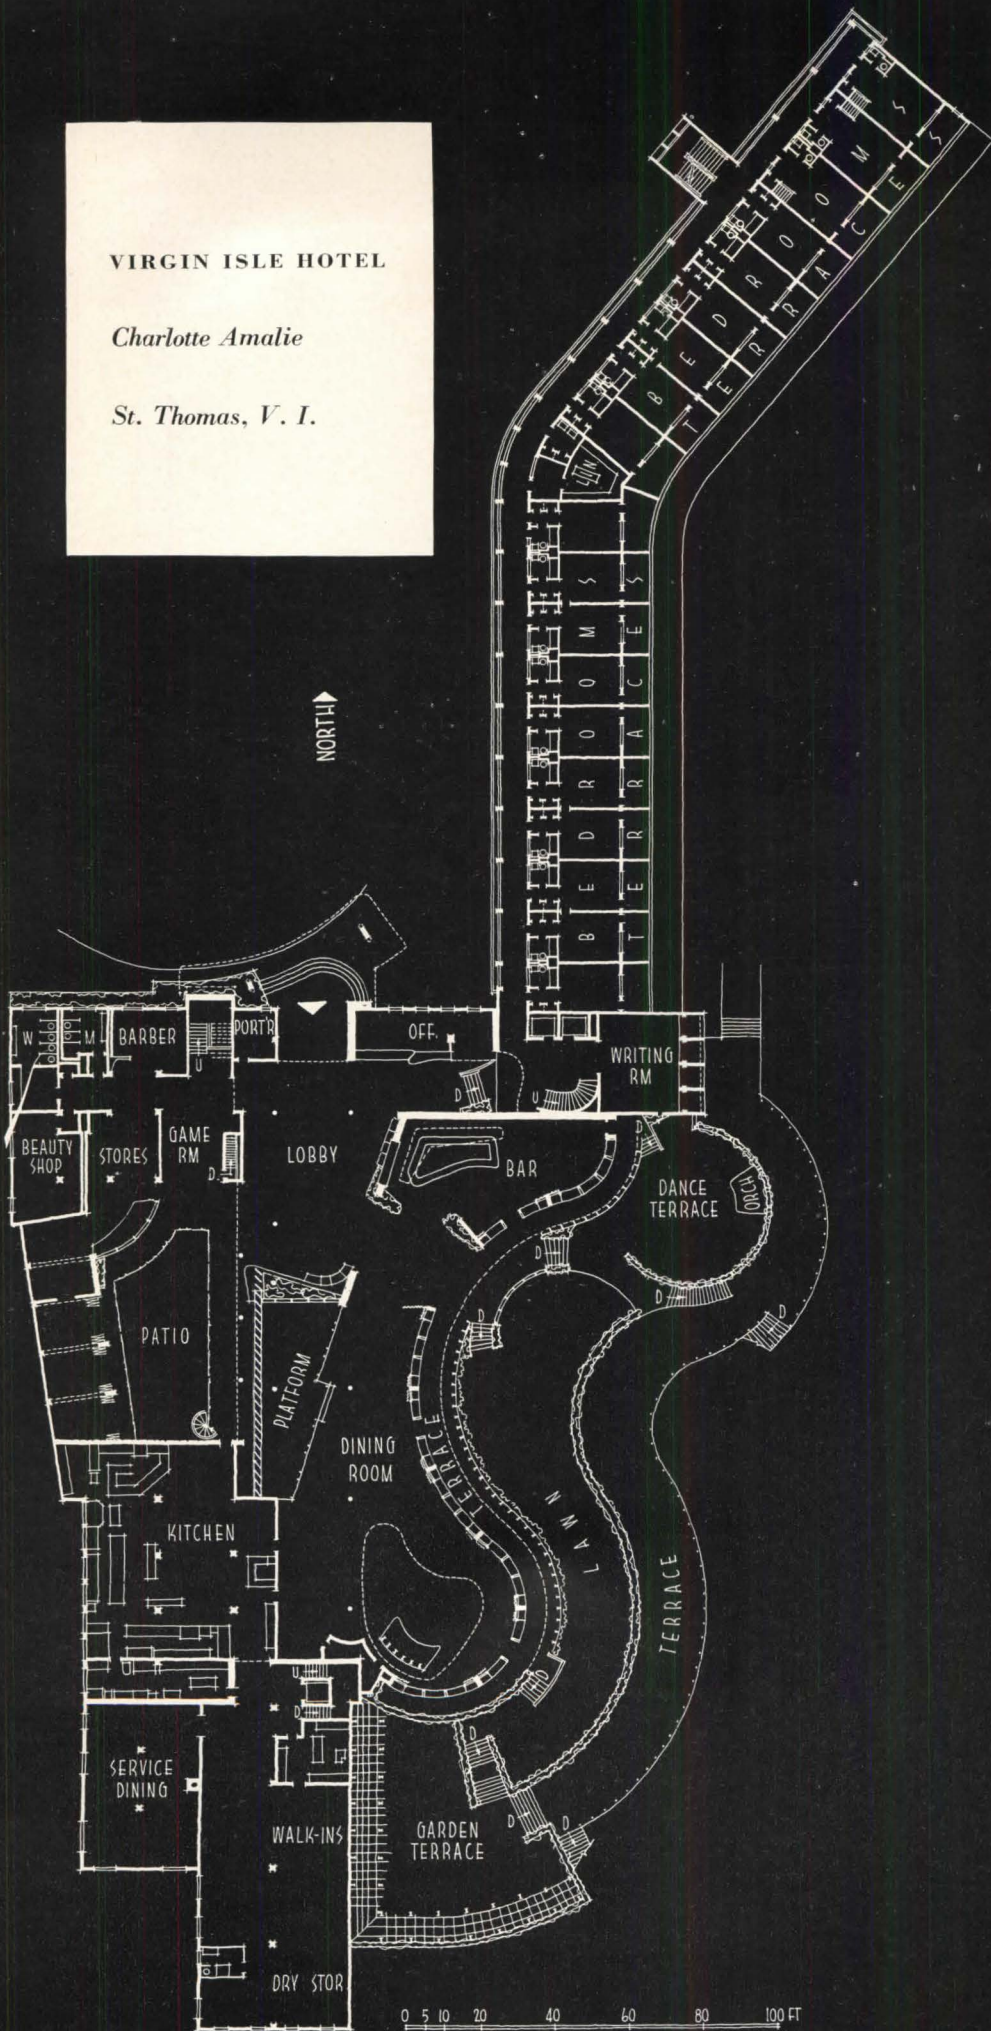 VIRGIN ISLE HOTEL
Charlotte Amalie
St. Thomas, V. I.
NORTH
BEDROOMS
TERRACES
LIN
BEDROOMS
TERRACES
W
M
BARBER
U
PORT'R
OFF.
D
U
WRITING
RM
BEAUTY
SHOP
STORES
GAME
RM
D
LOBBY
BAR
D
DANCE
TERRACE
ORCH
D
D
D
D
PATIO
PLATFORM
DINING
ROOM
TERRACE
LAWN
TERRACE
KITCHEN
U
U
D
D
D
SERVICE
DINING
WALK-INS
GARDEN
TERRACE
D
D
DRY STOR
0 5 10 20 40 60 80 100 FT